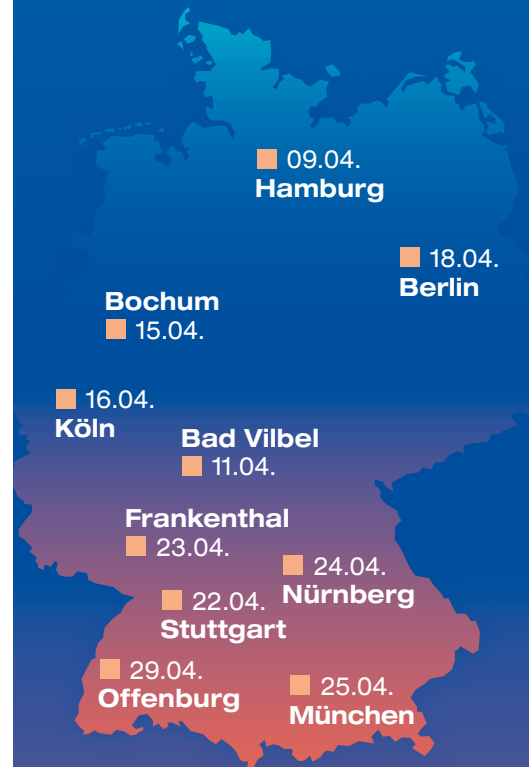 09.04.
Hamburg
18.04.
Berlin
Bochum
15.04.
16.04.
Köln
Bad Vilbel
11.04.
Frankenthal
23.04.
24.04.
Nürnberg
22.04.
Stuttgart
29.04.
Offenburg
25.04.
München